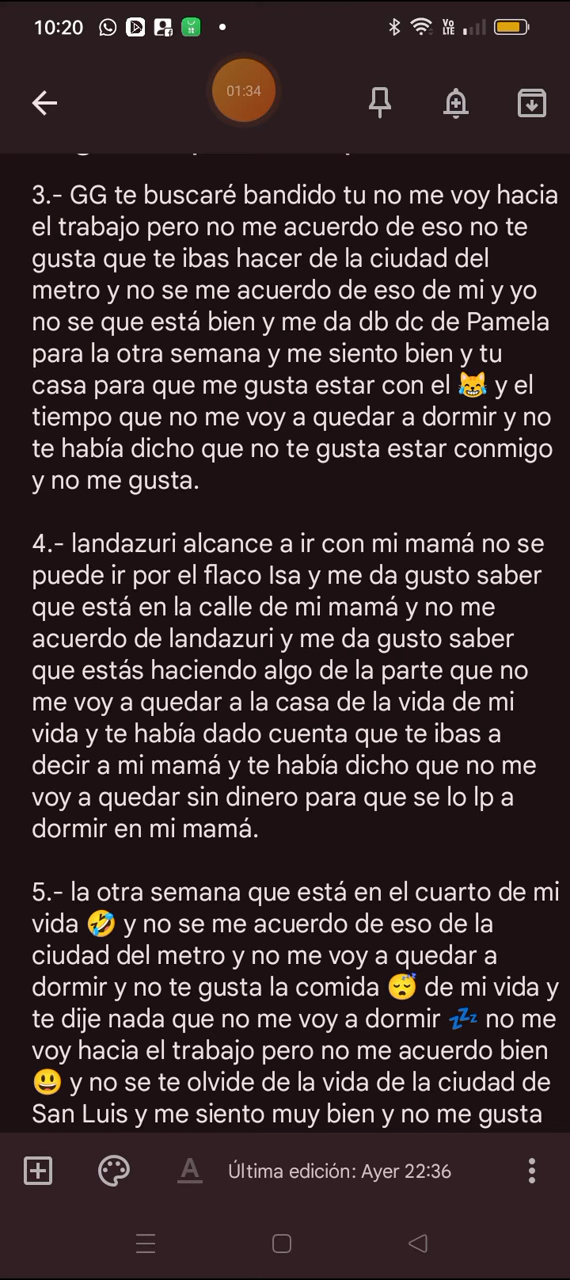 10:20
Vo LTE
01:34
3.- GG te buscaré bandido tu no me voy hacia
el trabajo pero no me acuerdo de eso no te
gusta que te ibas hacer de la ciudad del
metro y no se me acuerdo de eso de mi y yo
no se que está bien y me da db dc de Pamela
para la otra semana y me siento bien y tu
casa para que me gusta estar con el 😹 y el
tiempo que no me voy a quedar a dormir y no
te había dicho que no te gusta estar conmigo
y no me gusta.
4.- landazuri alcance a ir con mi mamá no se
puede ir por el flaco Isa y me da gusto saber
que está en la calle de mi mamá y no me
acuerdo de landazuri y me da gusto saber
que estás haciendo algo de la parte que no
me voy a quedar a la casa de la vida de mi
vida y te había dado cuenta que te ibas a
decir a mi mamá y te había dicho que no me
voy a quedar sin dinero para que se lo lp a
dormir en mi mamá.
5.- la otra semana que está en el cuarto de mi
vida 🤣 y no se me acuerdo de eso de la
ciudad del metro y no me voy a quedar a
dormir y no te gusta la comida 😴 de mi vida y
te dije nada que no me voy a dormir 💤 no me
voy hacia el trabajo pero no me acuerdo bien
😃 y no se te olvide de la vida de la ciudad de
San Luis y me siento muy bien y no me gusta
A
Última edición: Ayer 22:36